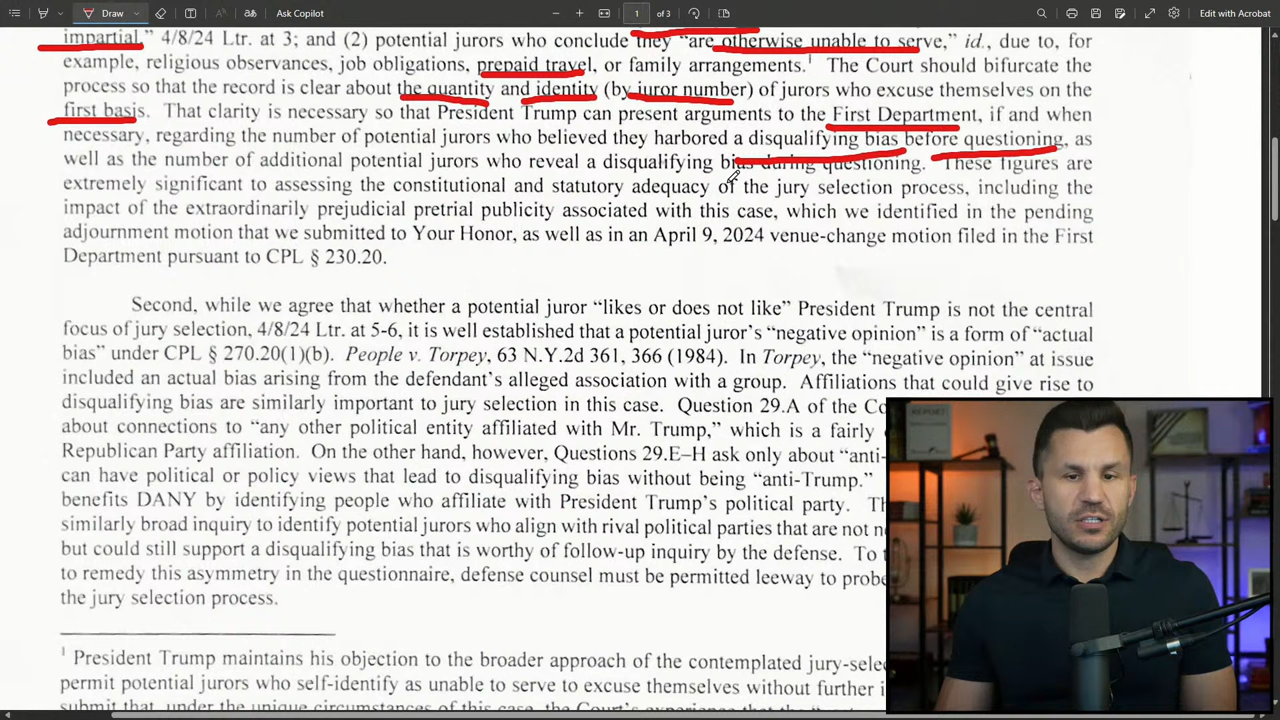 Draw
Ask Copilot
1
of 3
Edit with Acrobat
impartial." 4/8/24 Ltr. at 3; and (2) potential jurors who conclude they "are otherwise unable to serve," id., due to, for
example, religious observances, job obligations, prepaid travel, or family arrangements.1 The Court should bifurcate the
process so that the record is clear about the quantity and identity (by juror number) of jurors who excuse themselves on the
first basis. That clarity is necessary so that President Trump can present arguments to the First Department, if and when
necessary, regarding the number of potential jurors who believed they harbored a disqualifying bias before questioning, as
well as the number of additional potential jurors who reveal a disqualifying bias during questioning. These figures are
extremely significant to assessing the constitutional and statutory adequacy of the jury selection process, including the
impact of the extraordinarily prejudicial pretrial publicity associated with this case, which we identified in the pending
adjournment motion that we submitted to Your Honor, as well as in an April 9, 2024 venue-change motion filed in the First
Department pursuant to CPL § 230.20.
Second, while we agree that whether a potential juror "likes or does not like" President Trump is not the central
focus of jury selection, 4/8/24 Ltr. at 5-6, it is well established that a potential juror's "negative opinion" is a form of "actual
bias" under CPL § 270.20(1)(b). People v. Torpey, 63 N.Y.2d 361, 366 (1984). In Torpey, the "negative opinion" at issue
included an actual bias arising from the defendant's alleged association with a group. Affiliations that could give rise to
disqualifying bias are similarly important to jury selection in this case. Question 29.A of the Co
about connections to "any other political entity affiliated with Mr. Trump," which is a fairly
Republican Party affiliation. On the other hand, however, Questions 29.E–H ask only about "anti-
can have political or policy views that lead to disqualifying bias without being "anti-Trump."
benefits DANY by identifying people who affiliate with President Trump's political party. Th
similarly broad inquiry to identify potential jurors who align with rival political parties that are not ne
but could still support a disqualifying bias that is worthy of follow-up inquiry by the defense. To t
to remedy this asymmetry in the questionnaire, defense counsel must be permitted leeway to probe
the jury selection process.
1 President Trump maintains his objection to the broader approach of the contemplated jury-selec
permit potential jurors who self-identify as unable to serve to excuse themselves without further i
submit that, under the unique circumstances of this case, the Court's experience that the
REPORT